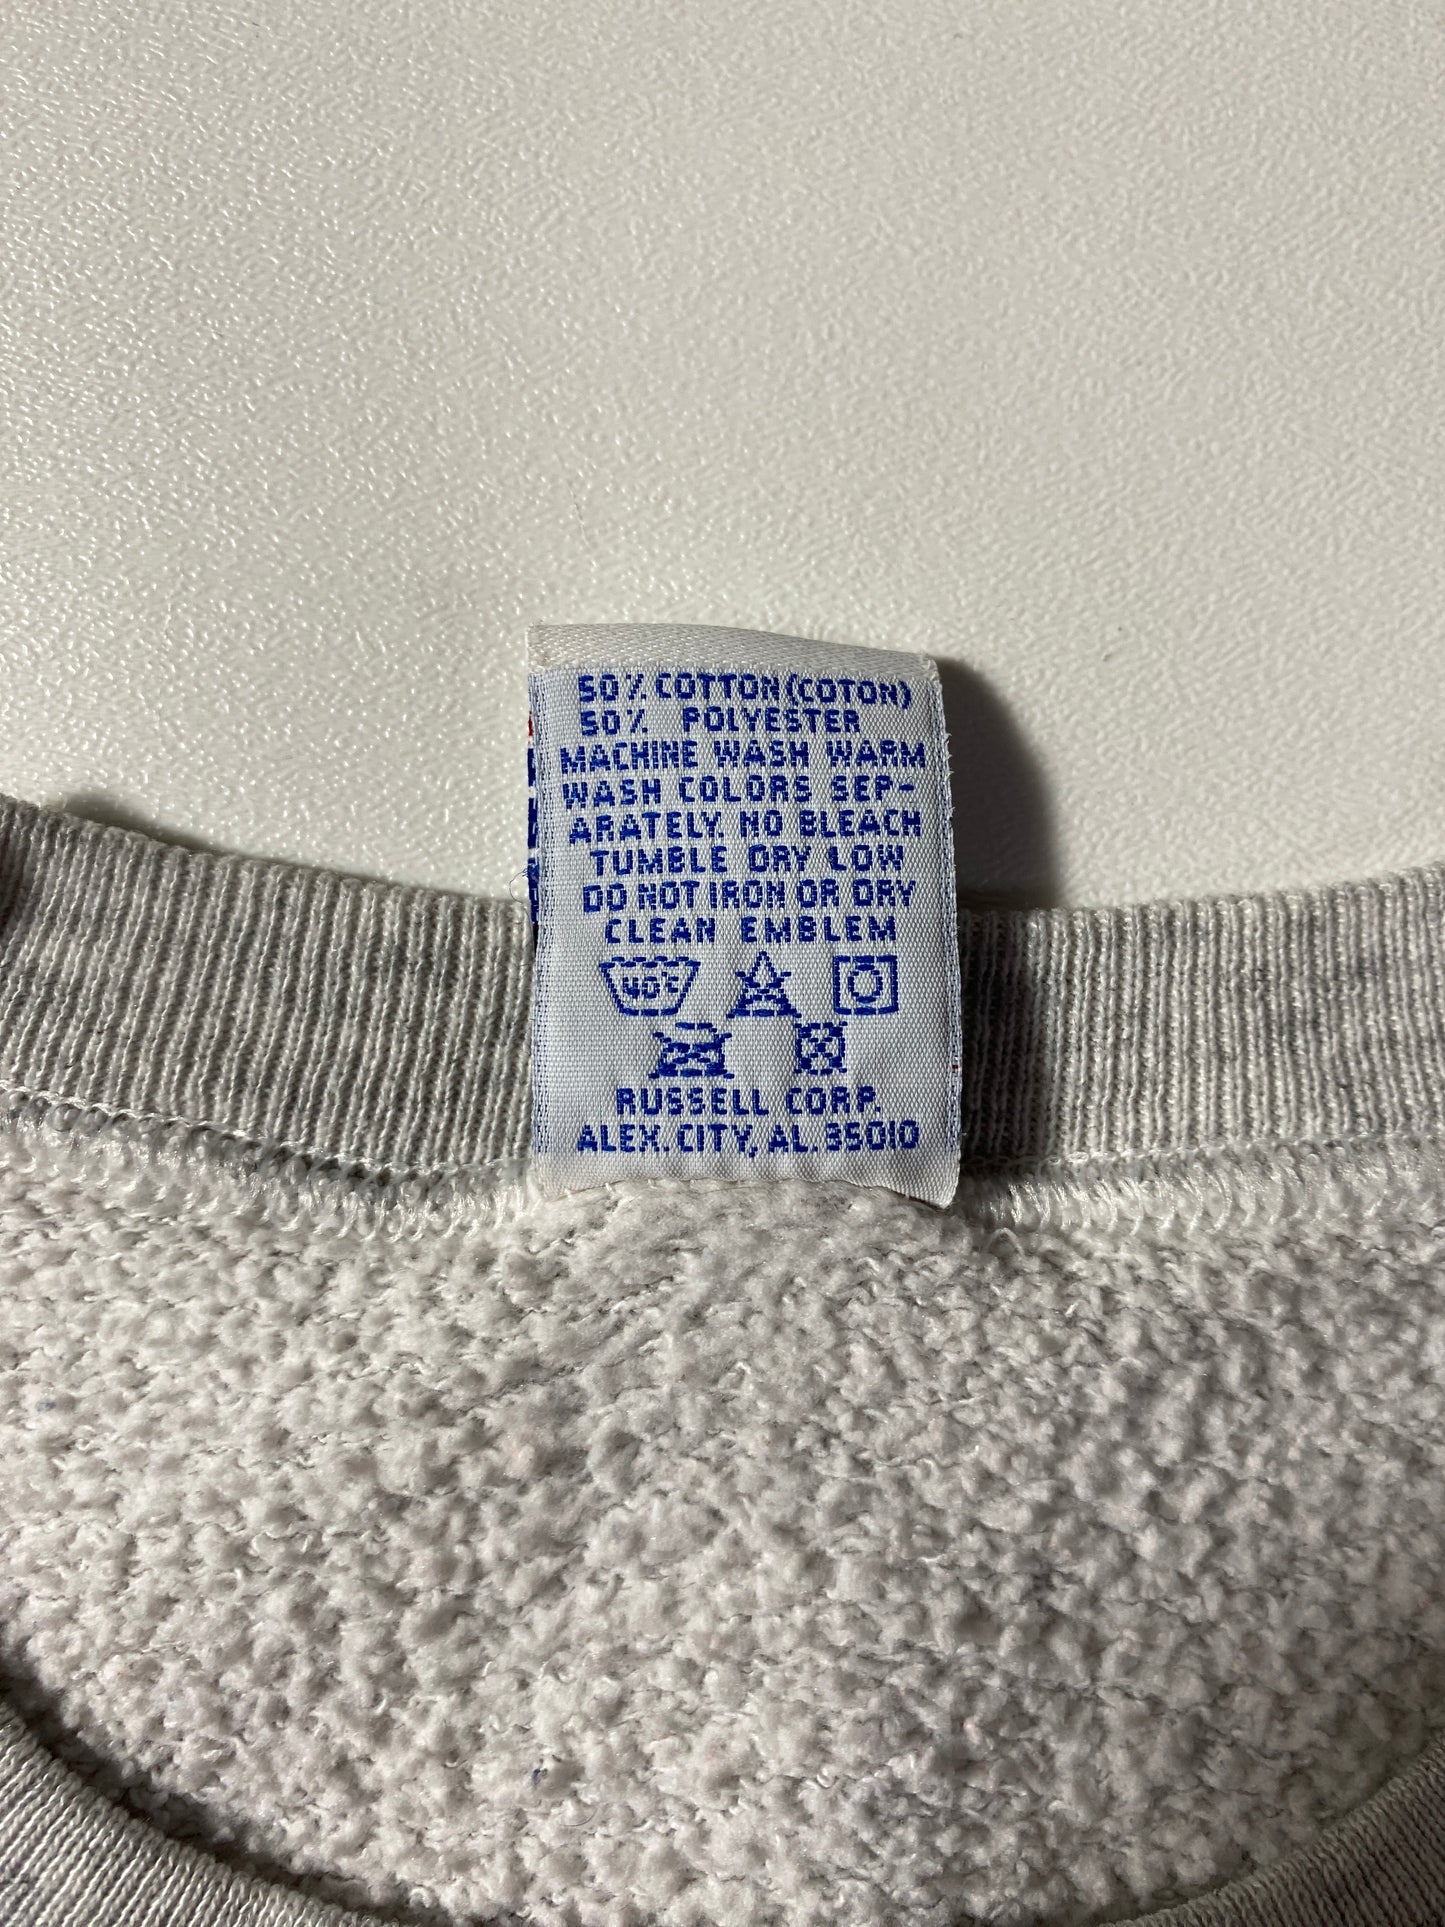 50% COTTON (COTON)
50% POLYESTER
MACHINE WASH WARM
WASH COLORS SEP-
ARATELY. NO BLEACH
TUMBLE DRY LOW
DO NOT IRON OR DRY
CLEAN EMBLEM
40°C
RUSSELL CORP.
ALEX. CITY, AL. 35010